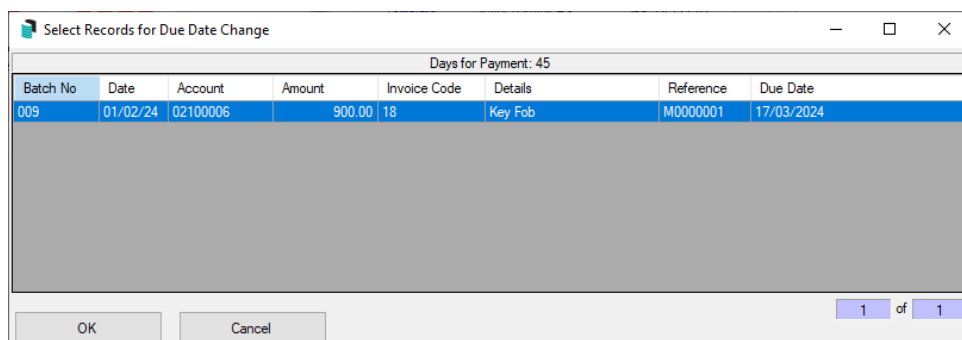 Select Records for Due Date Change
Days for Payment: 45
Batch No Date Account Amount Invoice Code Details Reference Due Date
009 01/02/24 02100006 900.00 18 Key Fob M0000001 17/03/2024
1 of 1
OK Cancel